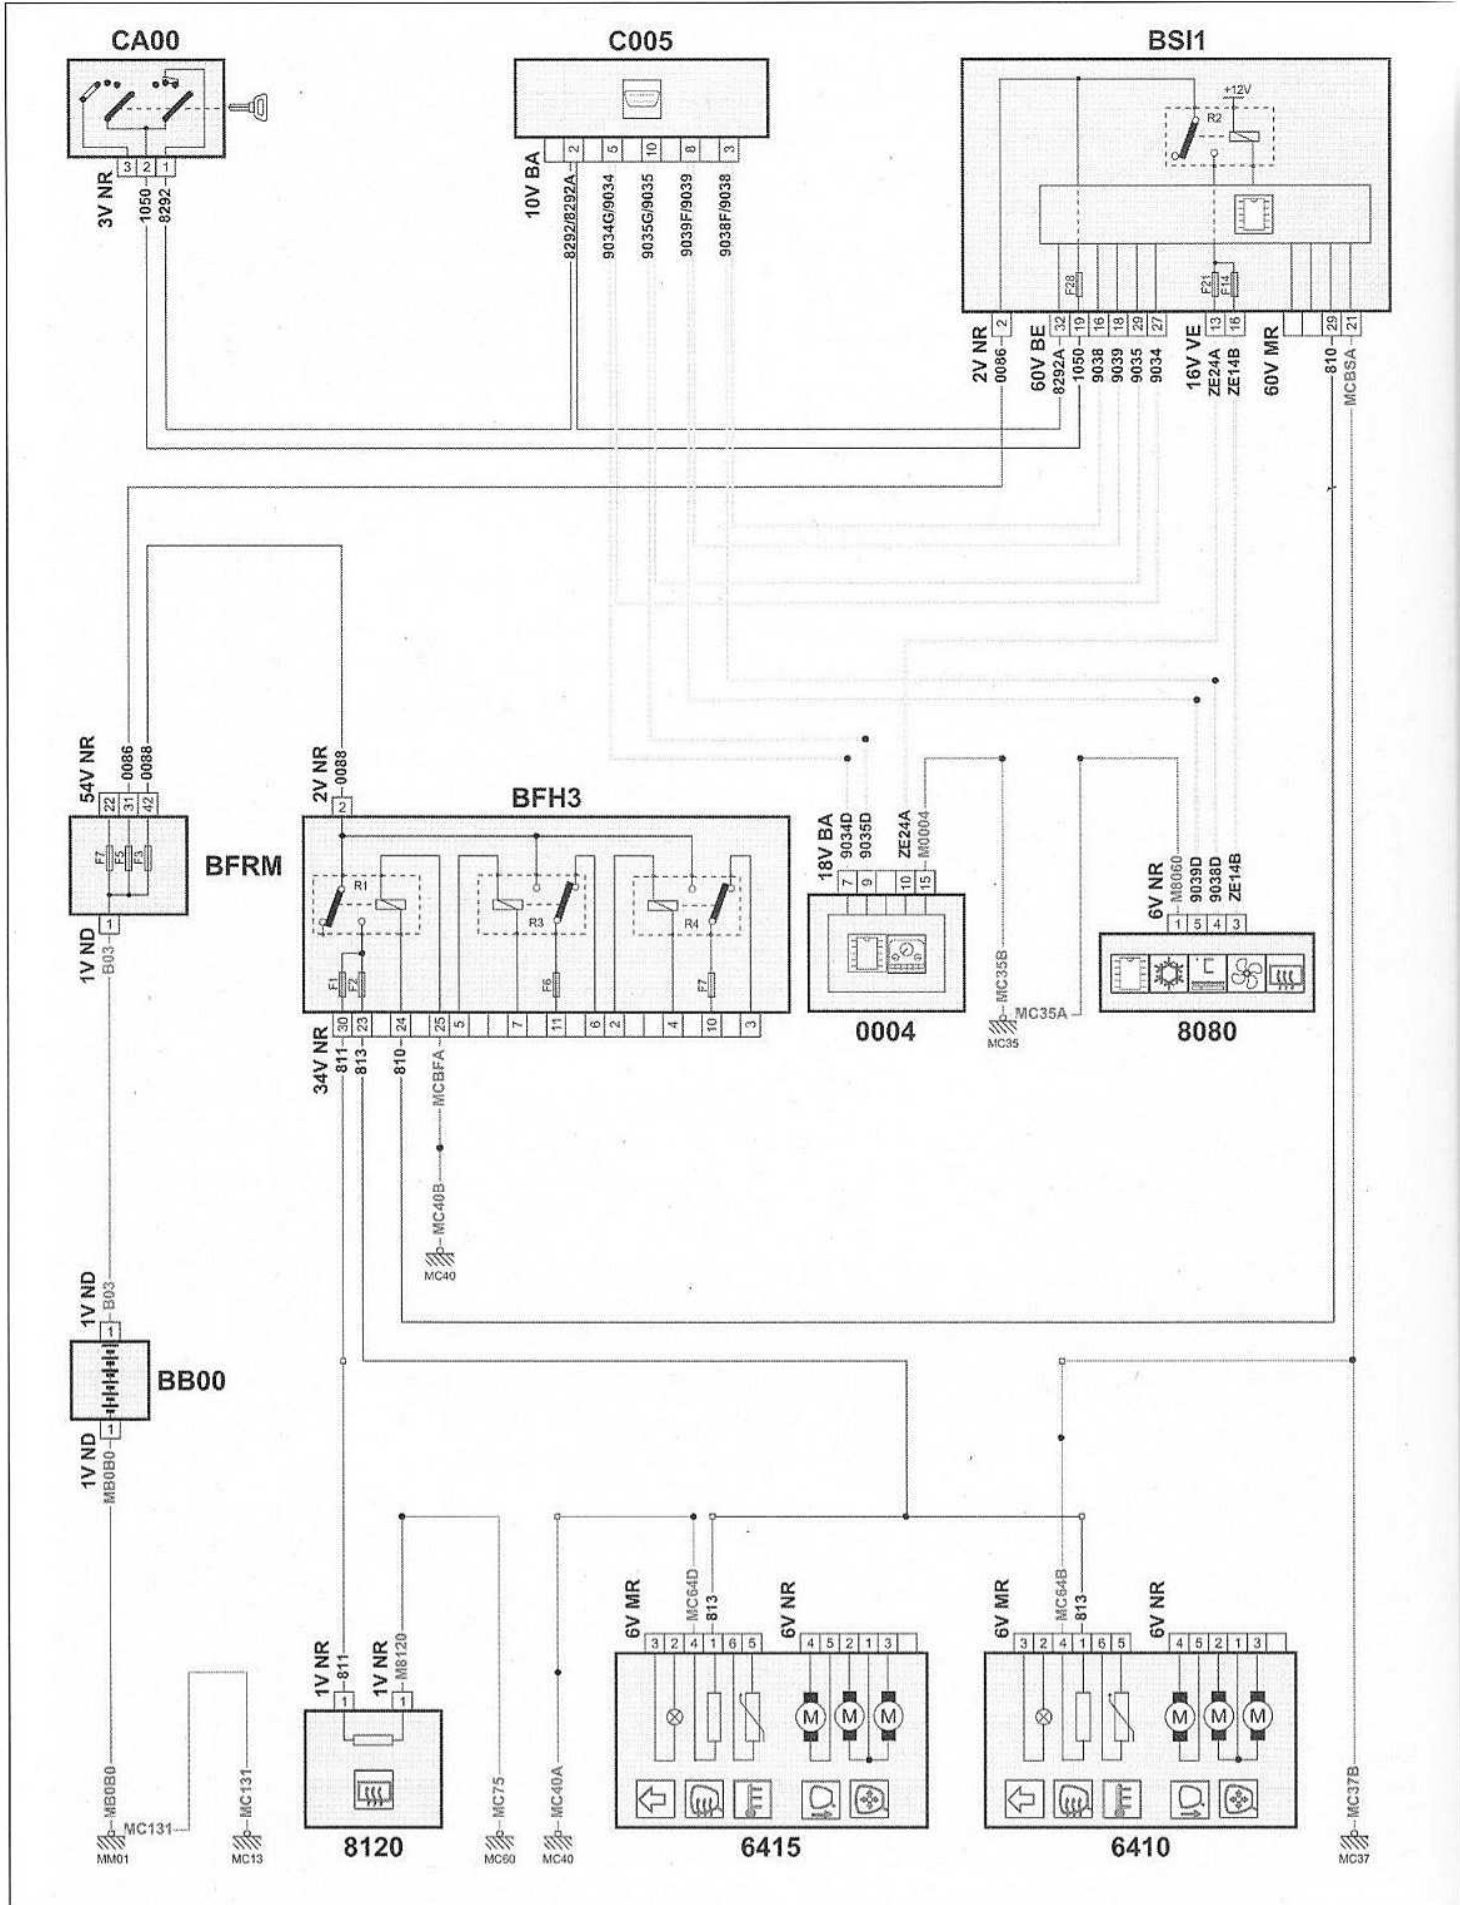 CA00
C005
BSI1
+12V
R2
3 2 1
3V NR
1050
8292
2 5 10 8 3
10V BA
8292/8292A
9034G/9034
9035G/9035
9039F/9039
9038F/9038
F28
F21
F14
2
32 19 16 18 29 27
13 16
29 21
2V NR
0086
60V BE
8292A
1050
9038
9039
9035
9034
16V VE
ZE24A
ZE14B
60V MR
810
MCBSA
54V NR
0086
0088
22 31 42
F7
F5
F3
BFRM
1
1V ND
B03
2V NR
0088
2
BFH3
R1
R3
R4
F1
F2
F6
F7
30 23 24 25 5 7 11 6 2 4 10 3
34V NR
811
813
810
MCBFA
MC40B
MC40
18V BA
9034D
9035D
ZE24A
M0004
7 9 10 15
0004
MC35B
MC35A
MC35
6V NR
M8060
9039D
9038D
ZE14B
1 5 4 3
8080
1V ND
B03
1
BB00
1
1V ND
MB0B0
MB0B0
MC131
MC131
MM01
MC13
1V NR
811
1V NR
M8120
1 1
8120
MC75
MC60
MC40A
MC40
6V MR
MC64D
813
6V NR
3 2 4 1 6 5
4 5 2 1 3
M M M
6415
6V MR
MC64B
813
6V NR
3 2 4 1 6 5
4 5 2 1 3
M M M
6410
MC37B
MC37